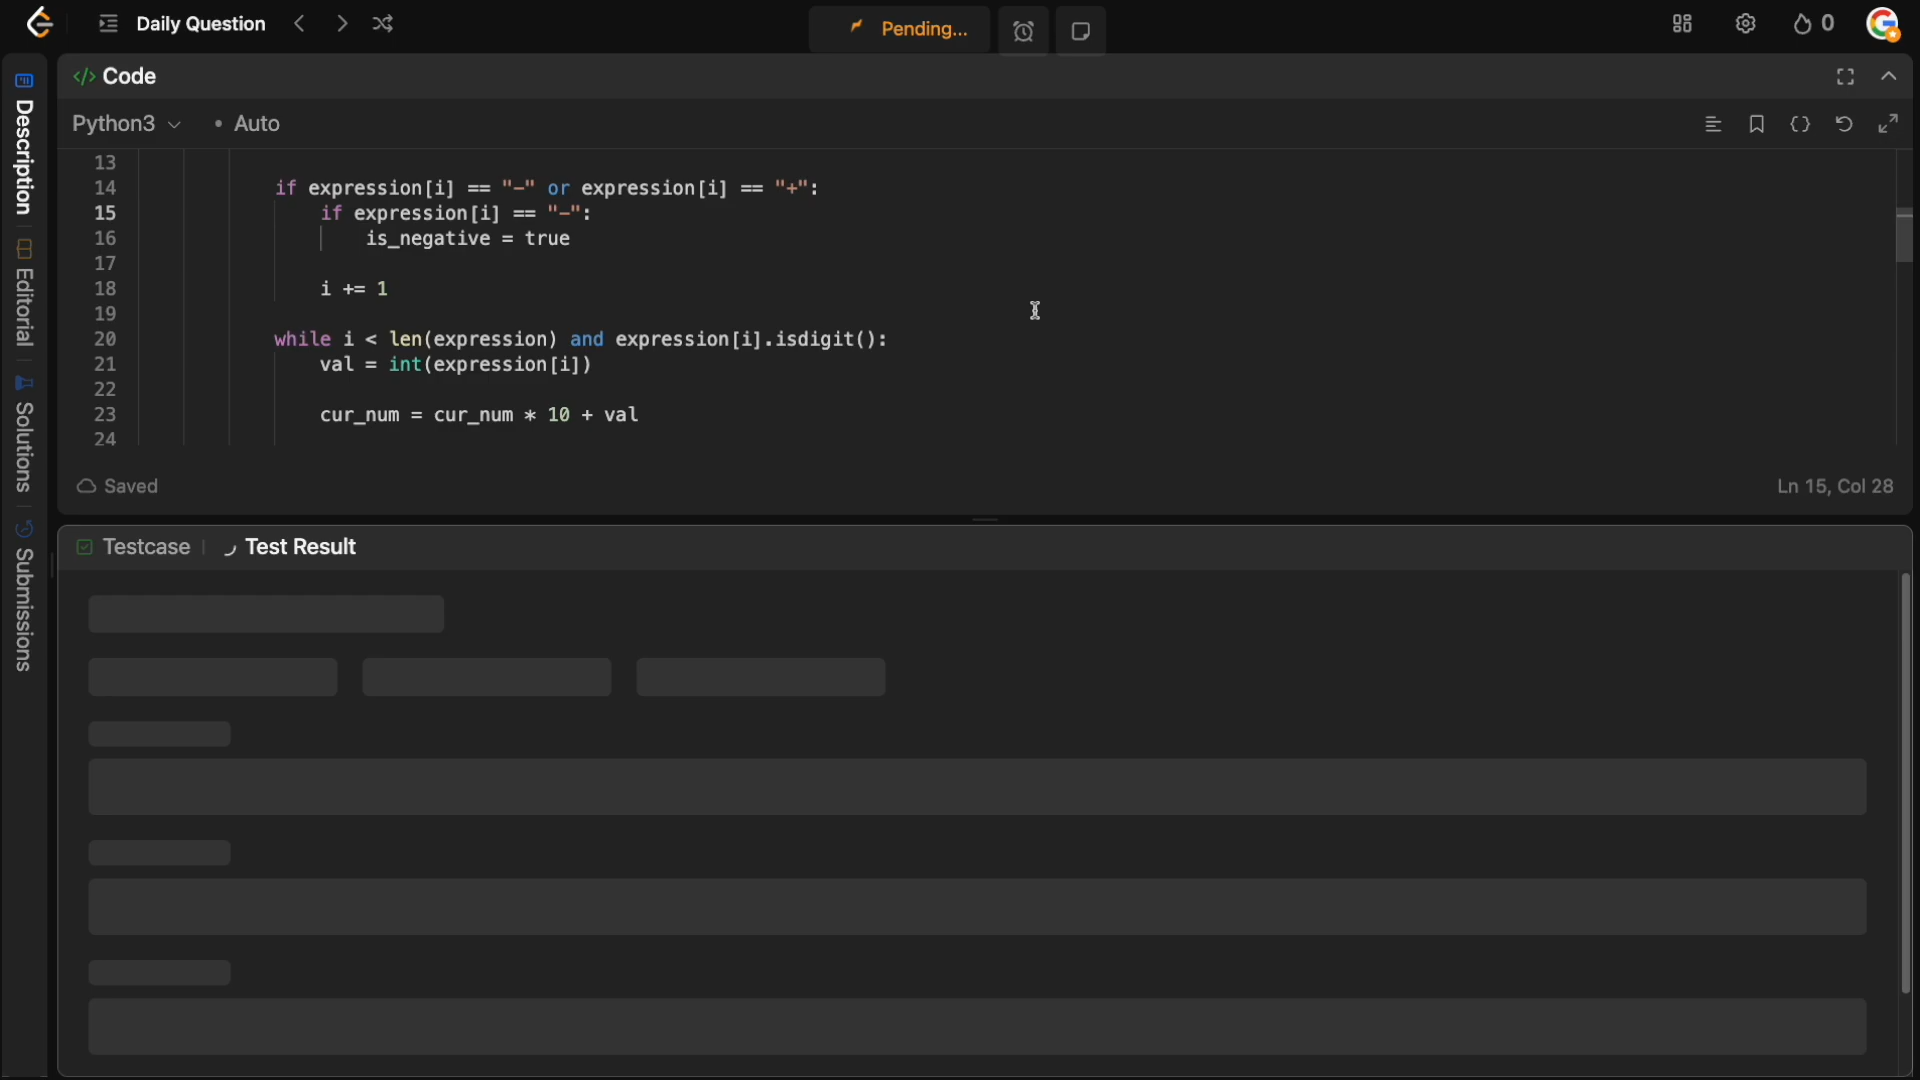 Daily Question
Pending...
0
Description
Editorial
Solutions
Submissions
</> Code
Python3 • Auto
13
14 if expression[i] == "-" or expression[i] == "+":
15 if expression[i] == "-":
16 is_negative = true
17
18 i += 1
19
20 while i < len(expression) and expression[i].isdigit():
21 val = int(expression[i])
22
23 cur_num = cur_num * 10 + val
24
Saved
Ln 15, Col 28
Testcase
Test Result